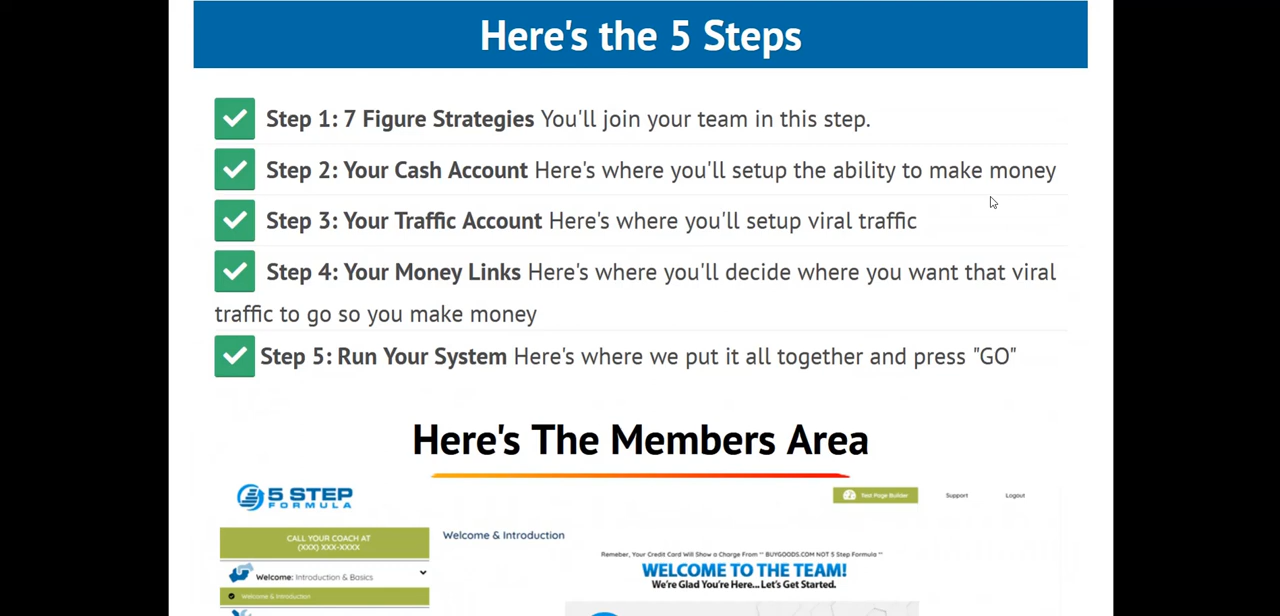 Here's the 5 Steps
Step 1: 7 Figure Strategies You'll join your team in this step.
Step 2: Your Cash Account Here's where you'll setup the ability to make money
Step 3: Your Traffic Account Here's where you'll setup viral traffic
Step 4: Your Money Links Here's where you'll decide where you want that viral
traffic to go so you make money
Step 5: Run Your System Here's where we put it all together and press "GO"
Here's The Members Area
5 STEP
FORMULA
Test Page Builder Support Logout
CALL YOUR COACH AT
(XXX) XXX-XXXX
Welcome & Introduction
Remeber, Your Credit Card Will Show a Charge From ** BUYGOODS.COM NOT 5 Step Formula **
WELCOME TO THE TEAM!
We're Glad You're Here... Let's Get Started.
Welcome: Introduction & Basics
Welcome & Introduction